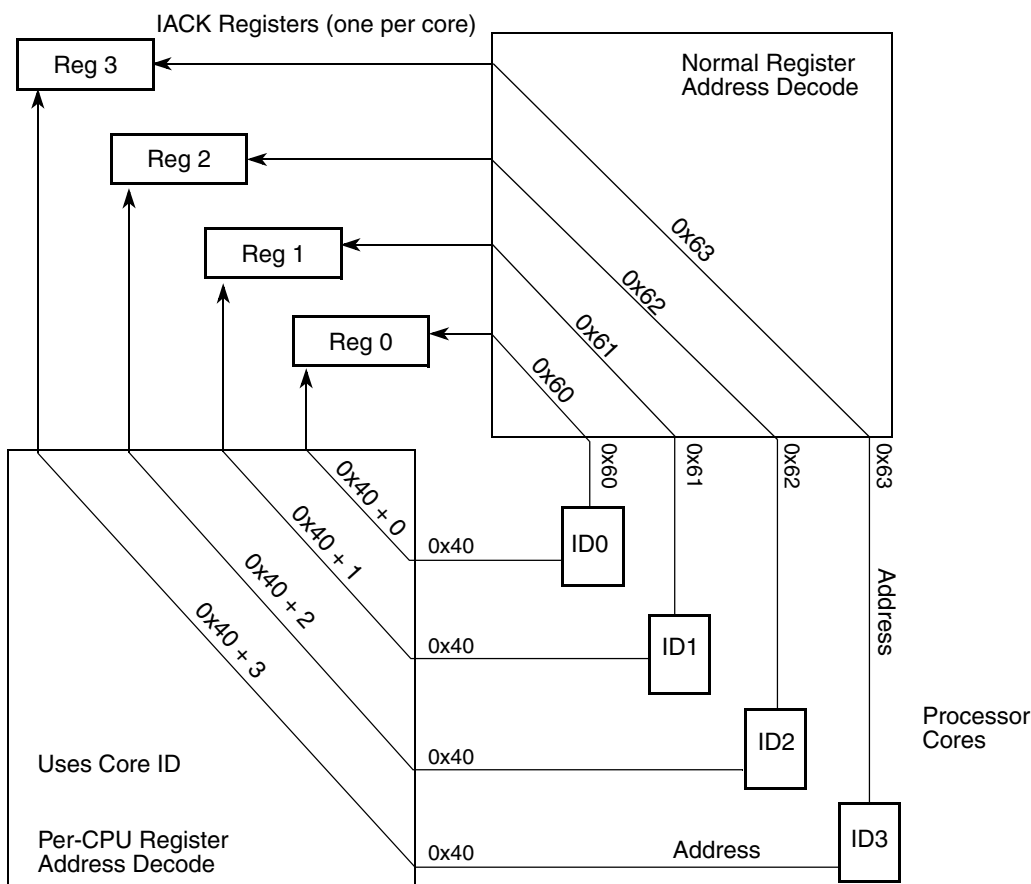 IACK Registers (one per core)
Reg 3
Normal Register
Address Decode
Reg 2
0x63
Reg 1
0x62
0x61
Reg 0
0x60
0x60
0x61
0x62
0x63
0x40 + 0
0x40
ID0
0x40 + 1
Address
0x40 + 2
0x40 + 3
0x40
ID1
Processor
Cores
Uses Core ID
0x40
ID2
Per-CPU Register
Address Decode
0x40
Address
ID3